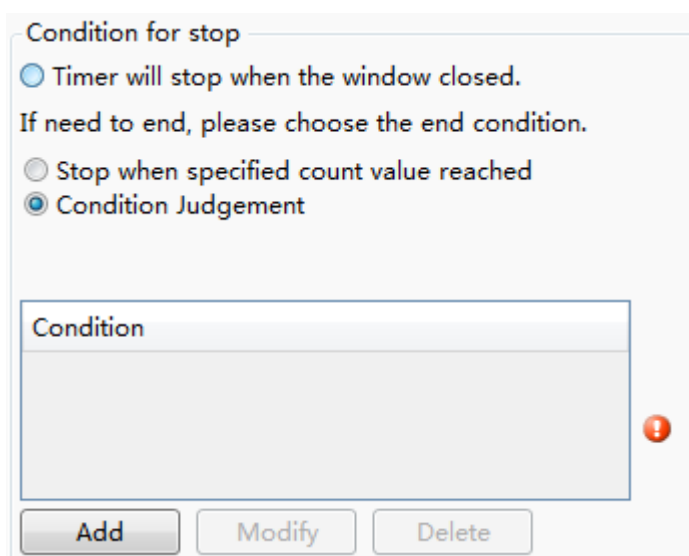 Condition for stop
Timer will stop when the window closed.
If need to end, please choose the end condition.
Stop when specified count value reached
Condition Judgement
Condition
Add Modify Delete